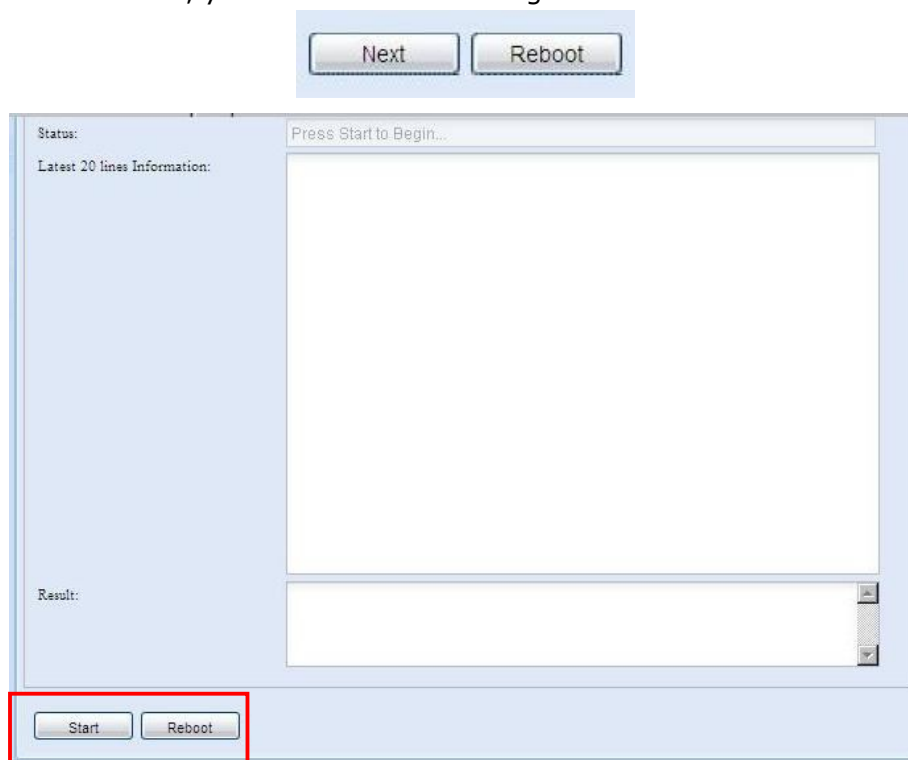 Next Reboot
Status: Press Start to Begin...
Latest 20 lines Information:
Result:
Start Reboot